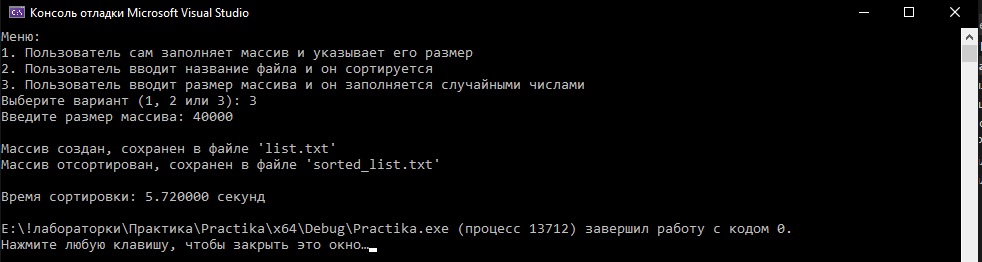 Консоль отладки Microsoft Visual Studio
Меню:
1. Пользователь сам заполняет массив и указывает его размер
2. Пользователь вводит название файла и он сортируется
3. Пользователь вводит размер массива и он заполняется случайными числами
Выберите вариант (1, 2 или 3): 3
Введите размер массива: 40000
Массив создан, сохранен в файле 'list.txt'
Массив отсортирован, сохранен в файле 'sorted_list.txt'
Время сортировки: 5.720000 секунд
E:\!лабораторки\Практика\Practika\x64\Debug\Practika.exe (процесс 13712) завершил работу с кодом 0.
Нажмите любую клавишу, чтобы закрыть это окно…